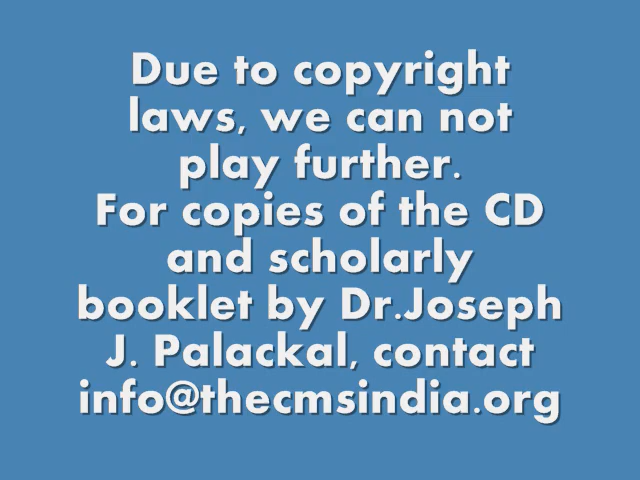 Due to copyright
laws, we can not
play further.
For copies of the CD
and scholarly
booklet by Dr.Joseph
J. Palackal, contact
info@thecmsindia.org